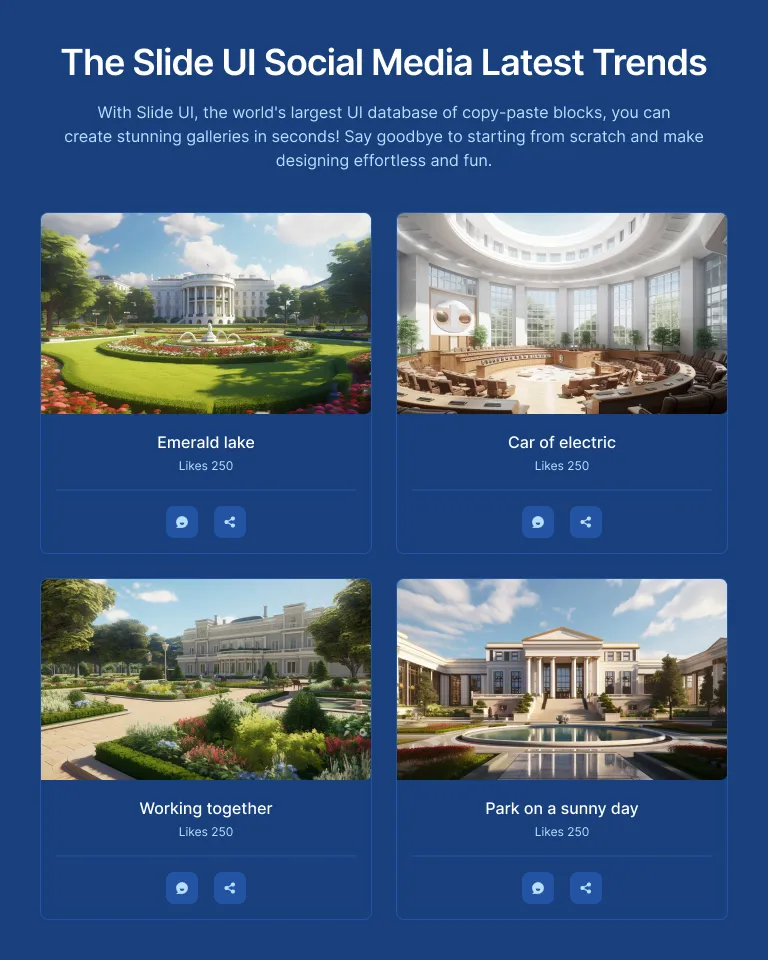 The Slide UI Social Media Latest Trends
With Slide UI, the world's largest UI database of copy-paste blocks, you can
create stunning galleries in seconds! Say goodbye to starting from scratch and make
designing effortless and fun.
Emerald lake
Likes 250
Car of electric
Likes 250
Working together
Likes 250
Park on a sunny day
Likes 250